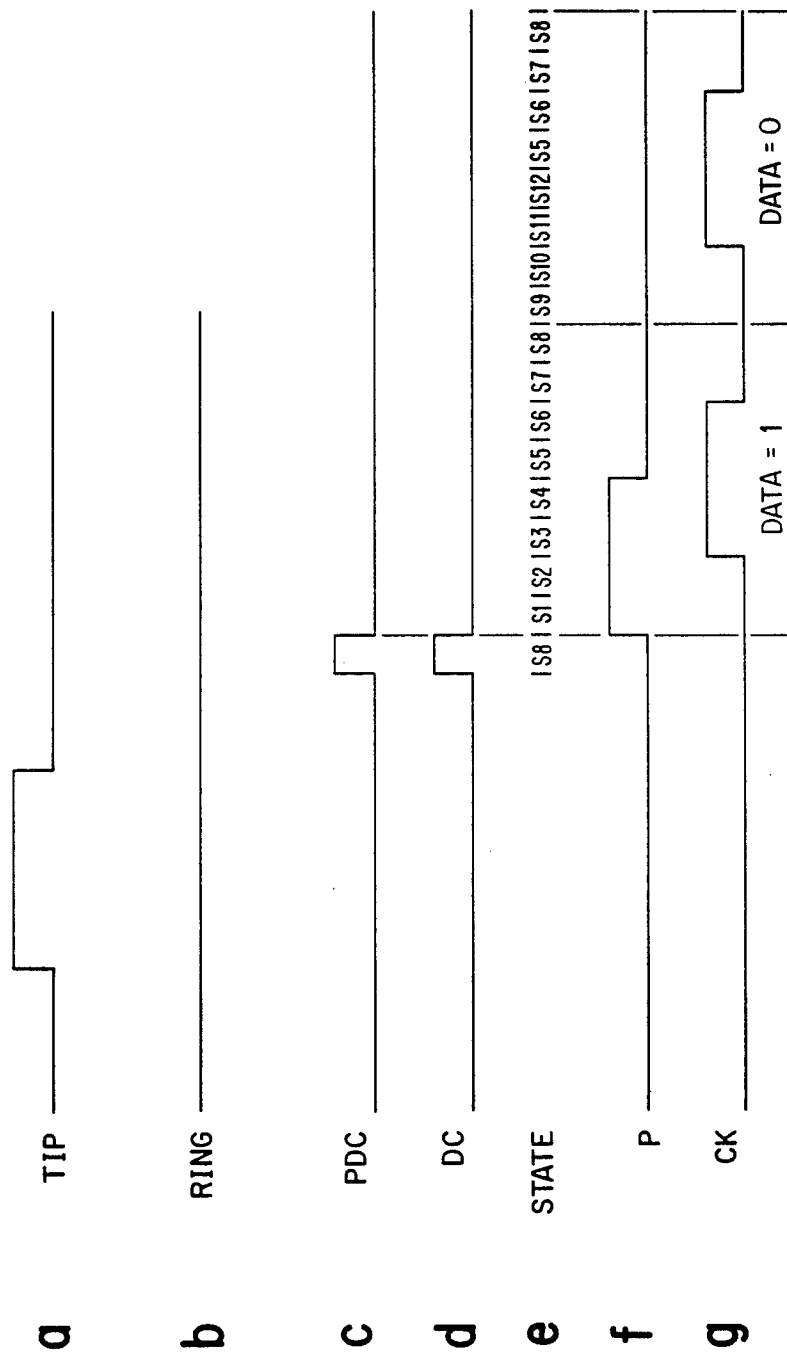 a TIP
b RING
c PDC
d DC
e STATE |S8| S1 | S2 | S3 | S4 | S5 | S6 | S7 | S8 | S9 | S10 | S11 | S12 | S5 | S6 | S7 | S8 |
f P
g CK
DATA = 1 DATA = 0